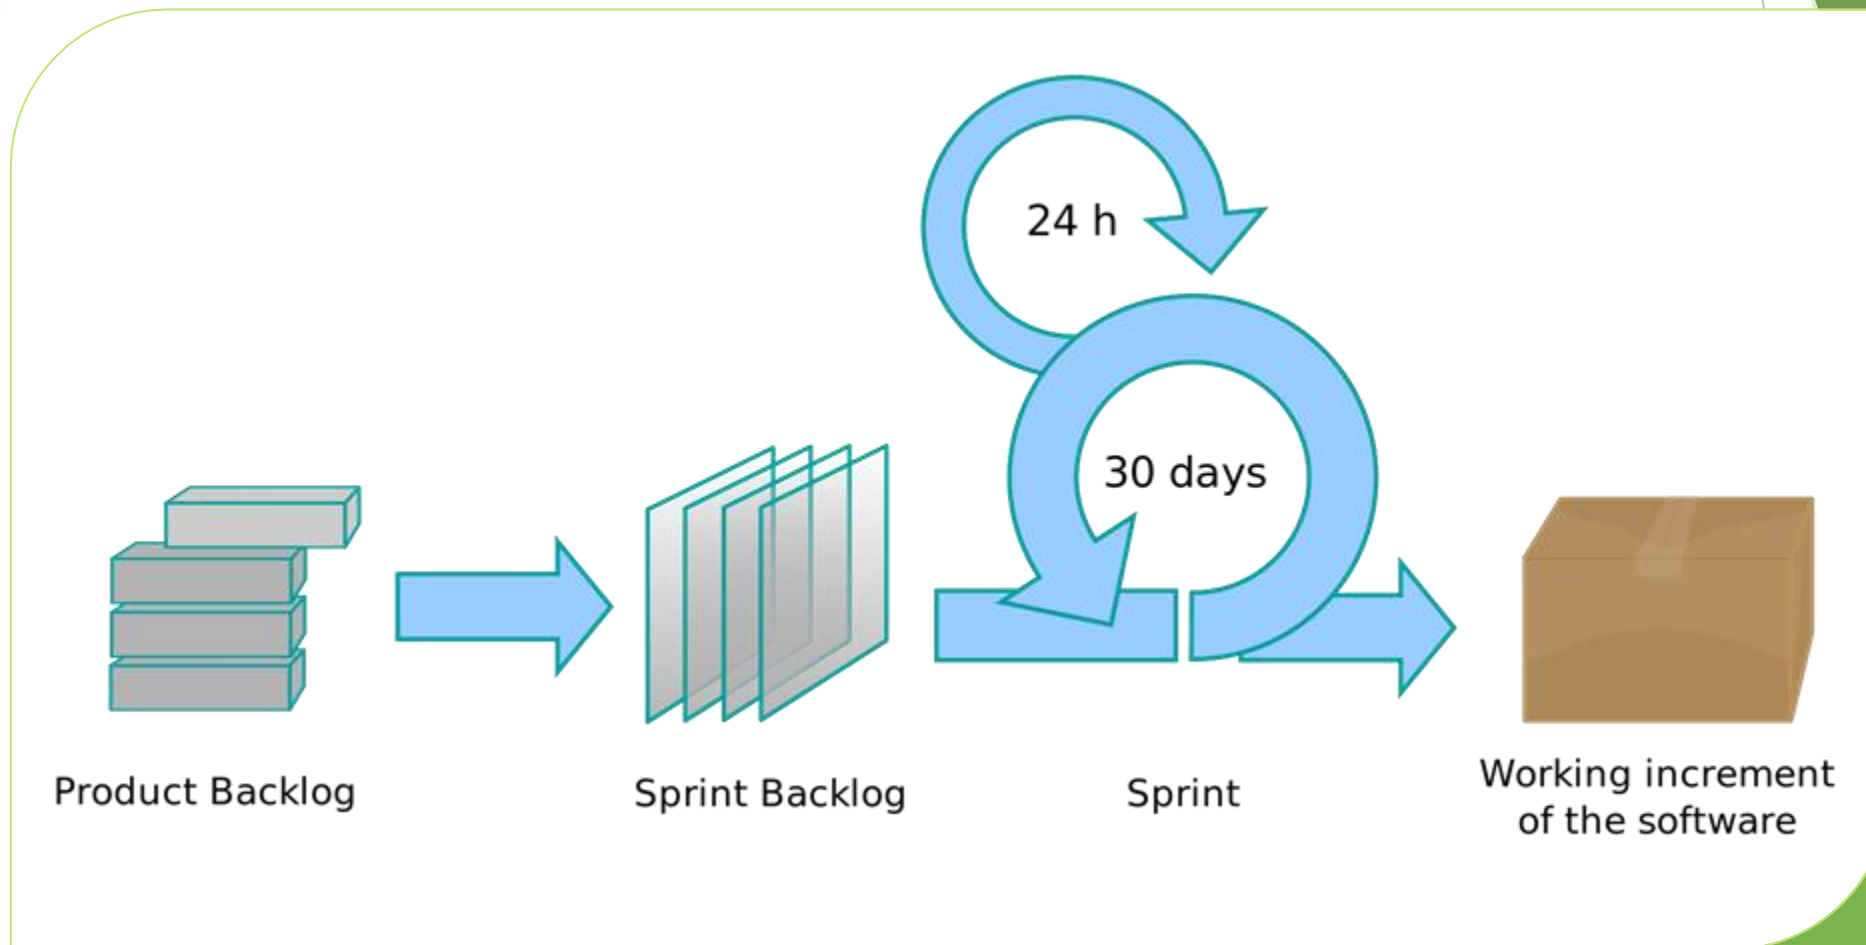 24 h
30 days
Product Backlog
Sprint Backlog
Sprint
Working increment
of the software